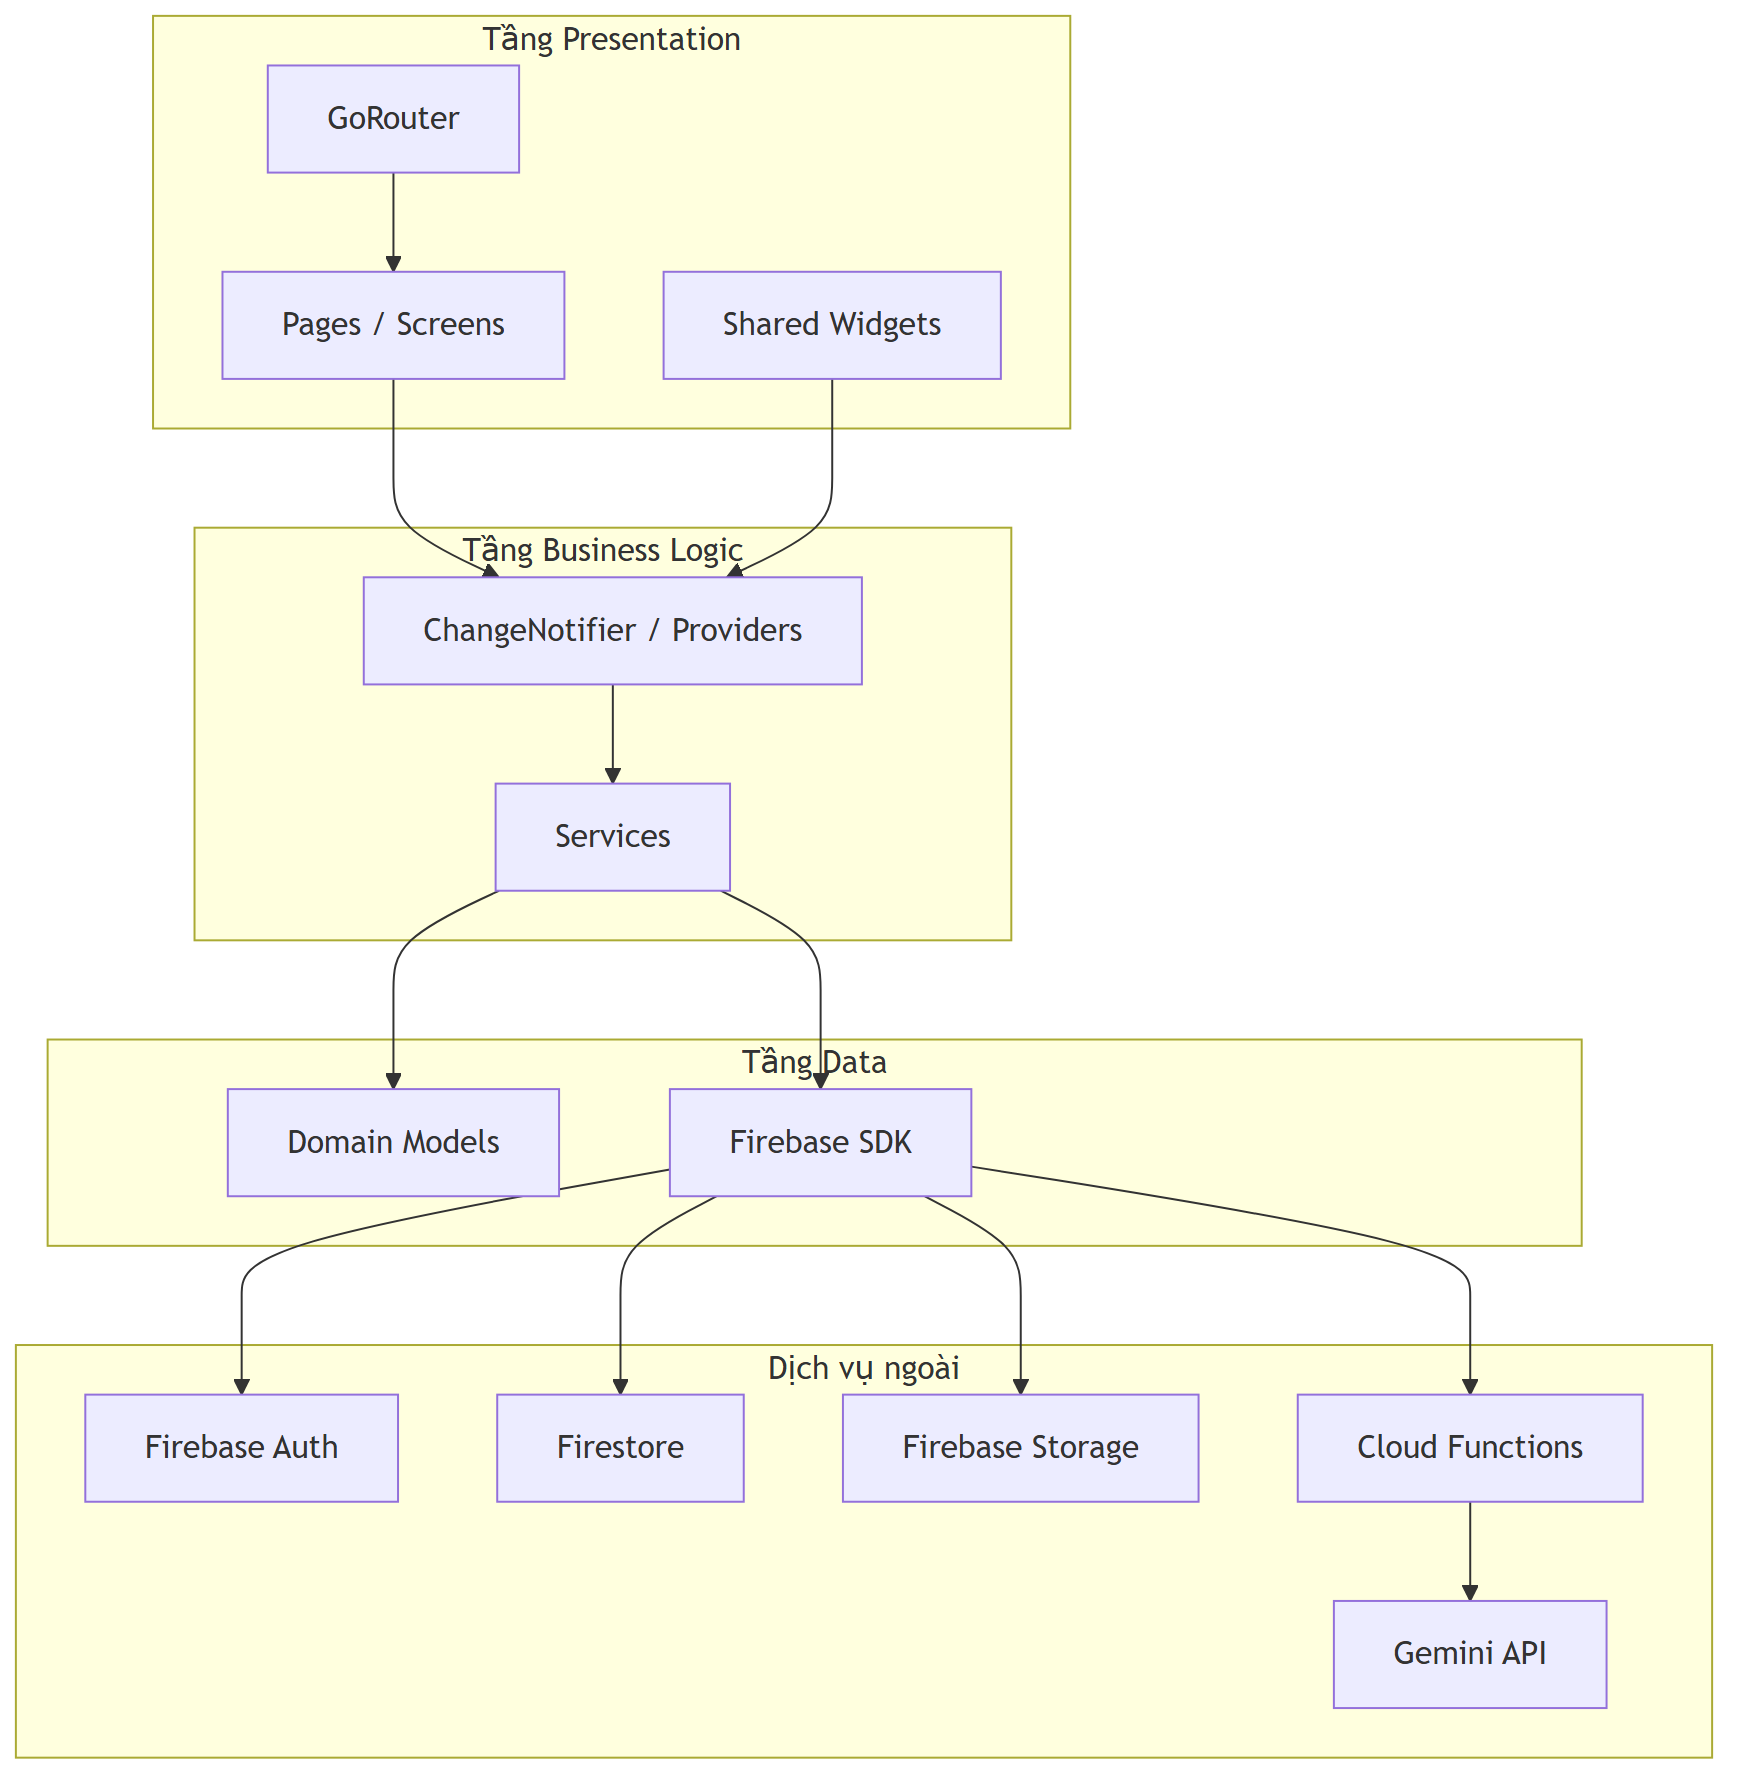 Tầng Presentation
GoRouter
Pages / Screens
Shared Widgets
Tầng Business Logic
ChangeNotifier / Providers
Services
Tầng Data
Domain Models
Firebase SDK
Dịch vụ ngoài
Firebase Auth
Firestore
Firebase Storage
Cloud Functions
Gemini API